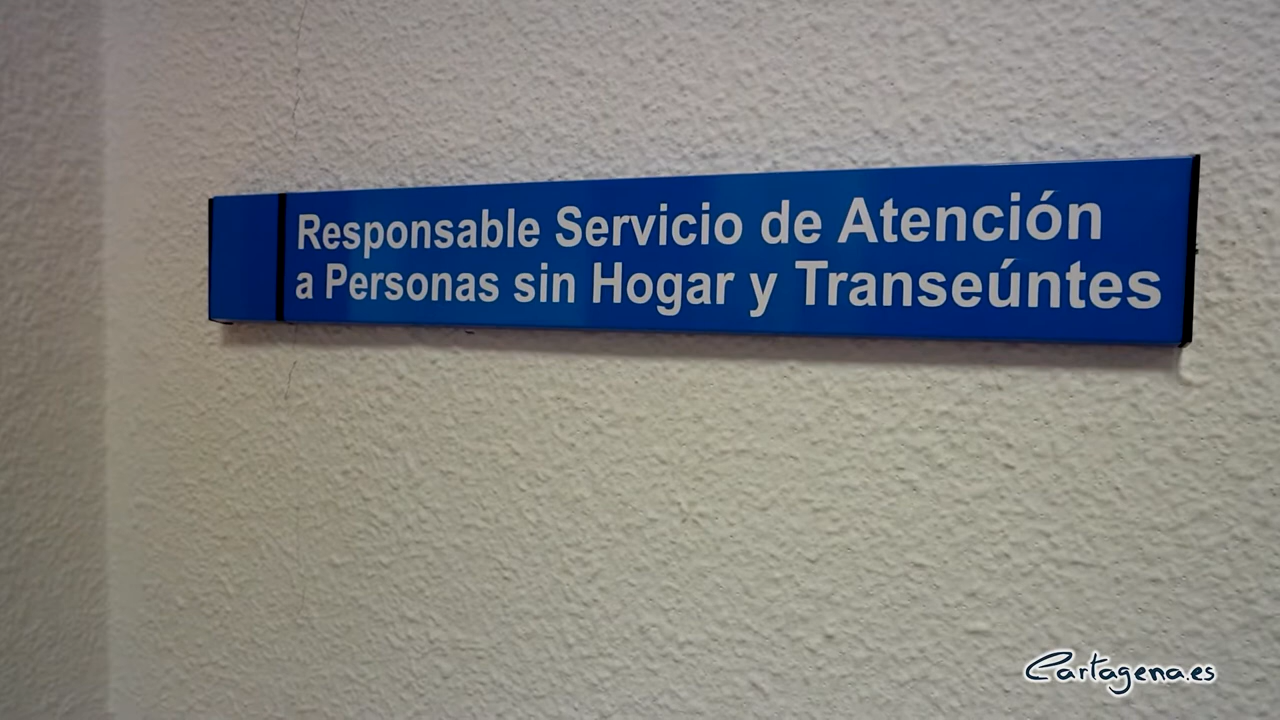 Responsable Servicio de Atención
a Personas sin Hogar y Transeúntes
Cartagena.es